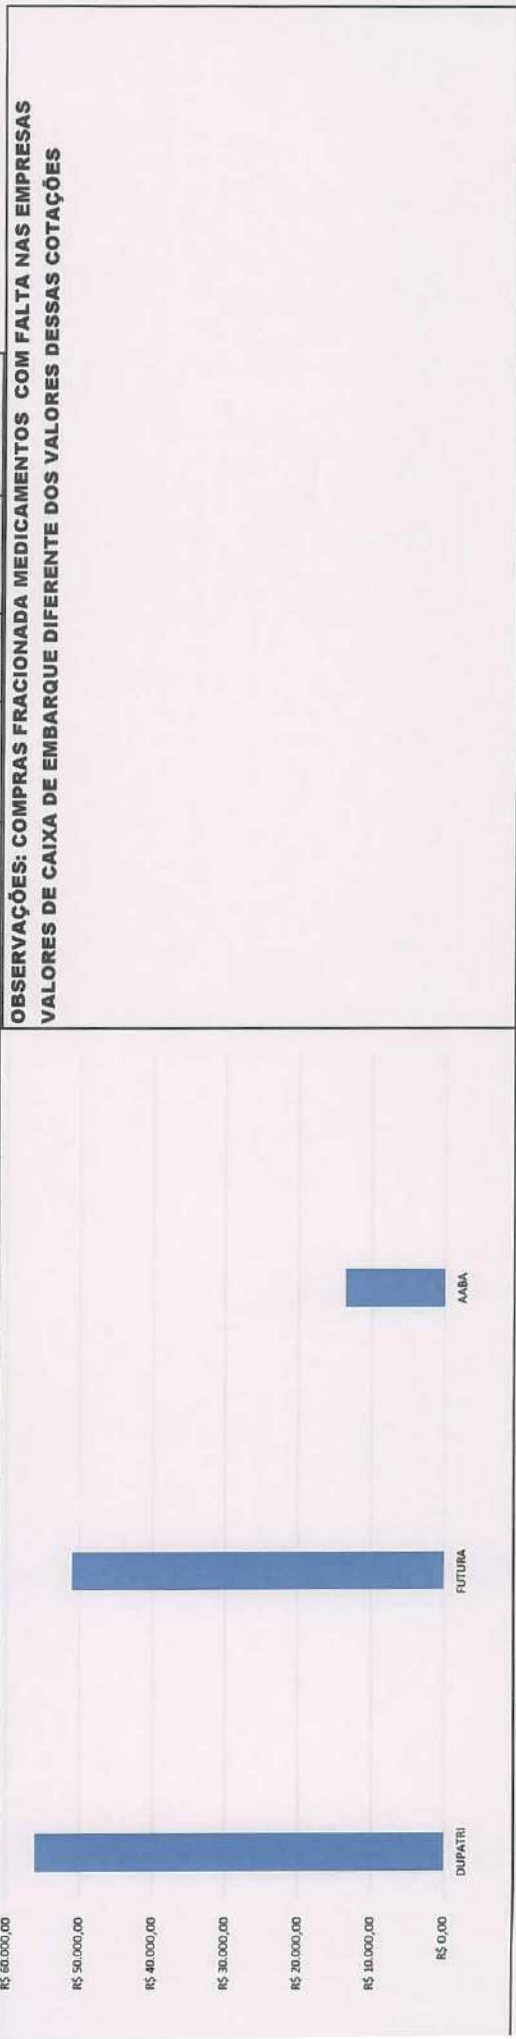 OBSERVAÇÕES: COMPRAS FRACIONADA MEDICAMENTOS COM FALTA NAS EMPRESAS
VALORES DE CAIXA DE EMBARQUE DIFERENTE DOS VALORES DESSAS COTAÇÕES
R$ 60.000,00
R$ 50.000,00
R$ 40.000,00
R$ 30.000,00
R$ 20.000,00
R$ 10.000,00
R$ 0,00
DUPATRI
FUTURA
AABA